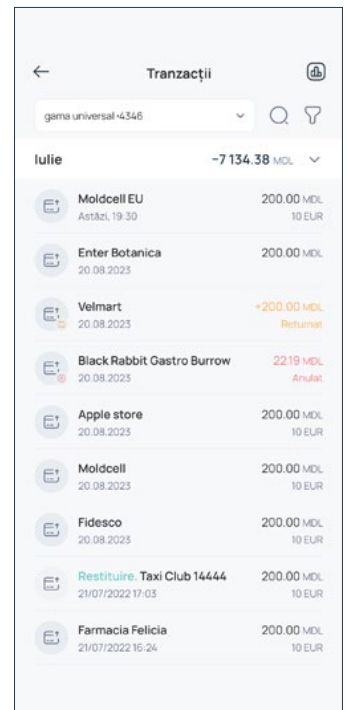 Tranzacții
gama universal •4346
Iulie −7 134.38 MDL
Moldcell EU 200.00 MDL
Astăzi, 19:30 10 EUR
Enter Botanica 200.00 MDL
20.08.2023
Velmart +200.00 MDL
20.08.2023 Returnat
Black Rabbit Gastro Burrow 22.19 MDL
20.08.2023 Anulat
Apple store 200.00 MDL
20.08.2023 10 EUR
Moldcell 200.00 MDL
20.08.2023 10 EUR
Fidesco 200.00 MDL
20.08.2023 10 EUR
Restituire. Taxi Club 14444 200.00 MDL
21/07/2022 17:03 10 EUR
Farmacia Felicia 200.00 MDL
21/07/2022 16:24 10 EUR